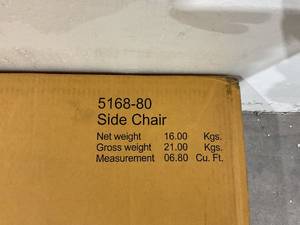 5168-80
Side Chair
Net weight 16.00 Kgs.
Gross weight 21.00 Kgs.
Measurement 06.80 Cu. Ft.